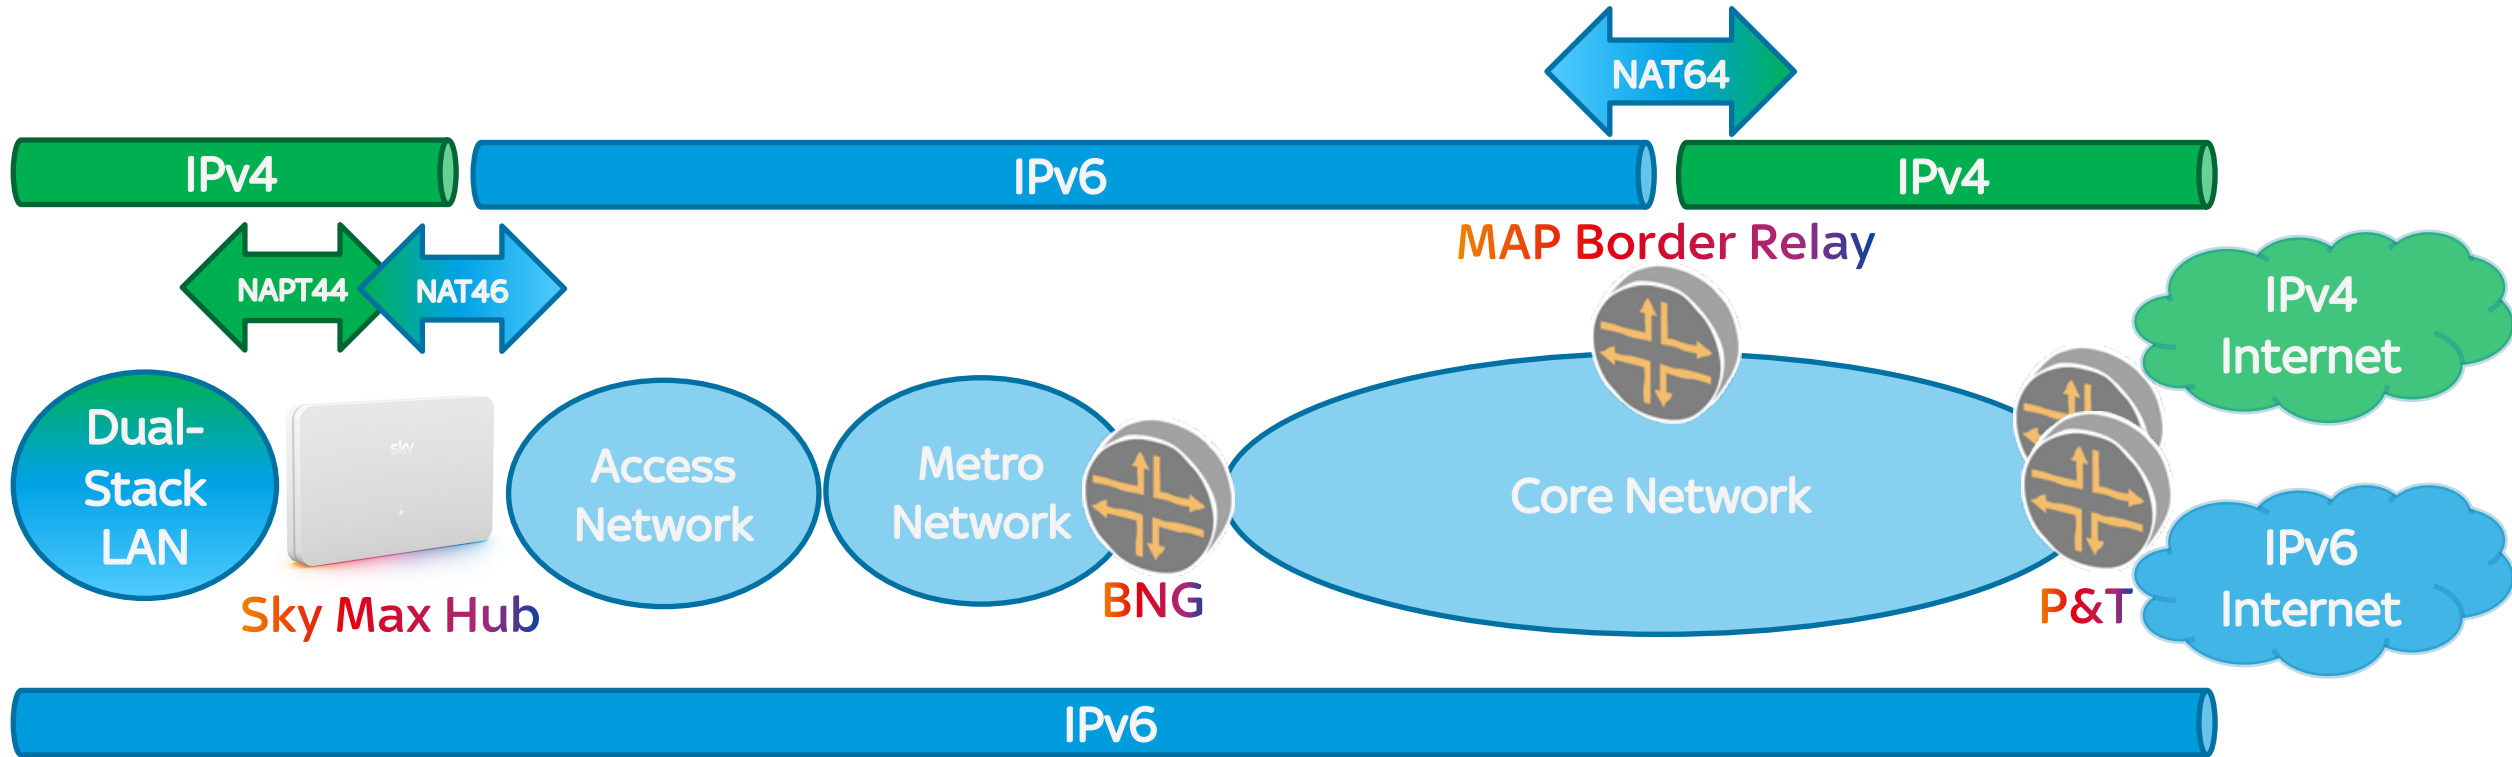 NAT64
IPv4
IPv6
IPv4
MAP Border Relay
NAPT44
NAT46
IPv4
Internet
Dual-
Stack
LAN
sky
Access
Network
Metro
Network
Core Network
IPv6
Internet
Sky Max Hub
BNG
P&T
IPv6